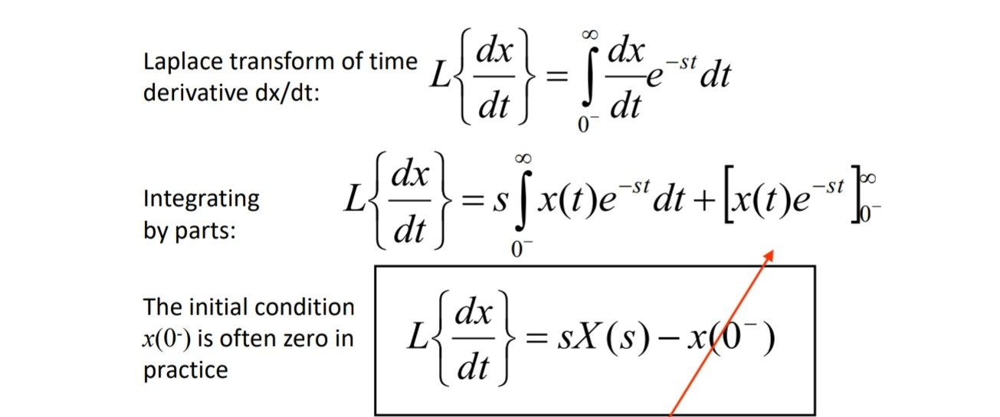 Laplace transform of time
derivative dx/dt:
L{dx/dt} = ∫₀₋^∞ dx/dt e^(−st) dt
Integrating
by parts:
L{dx/dt} = s∫₀₋^∞ x(t)e^(−st) dt + [x(t)e^(−st)]₀₋^∞
The initial condition
x(0⁻) is often zero in
practice
L{dx/dt} = sX(s) − x(0⁻)